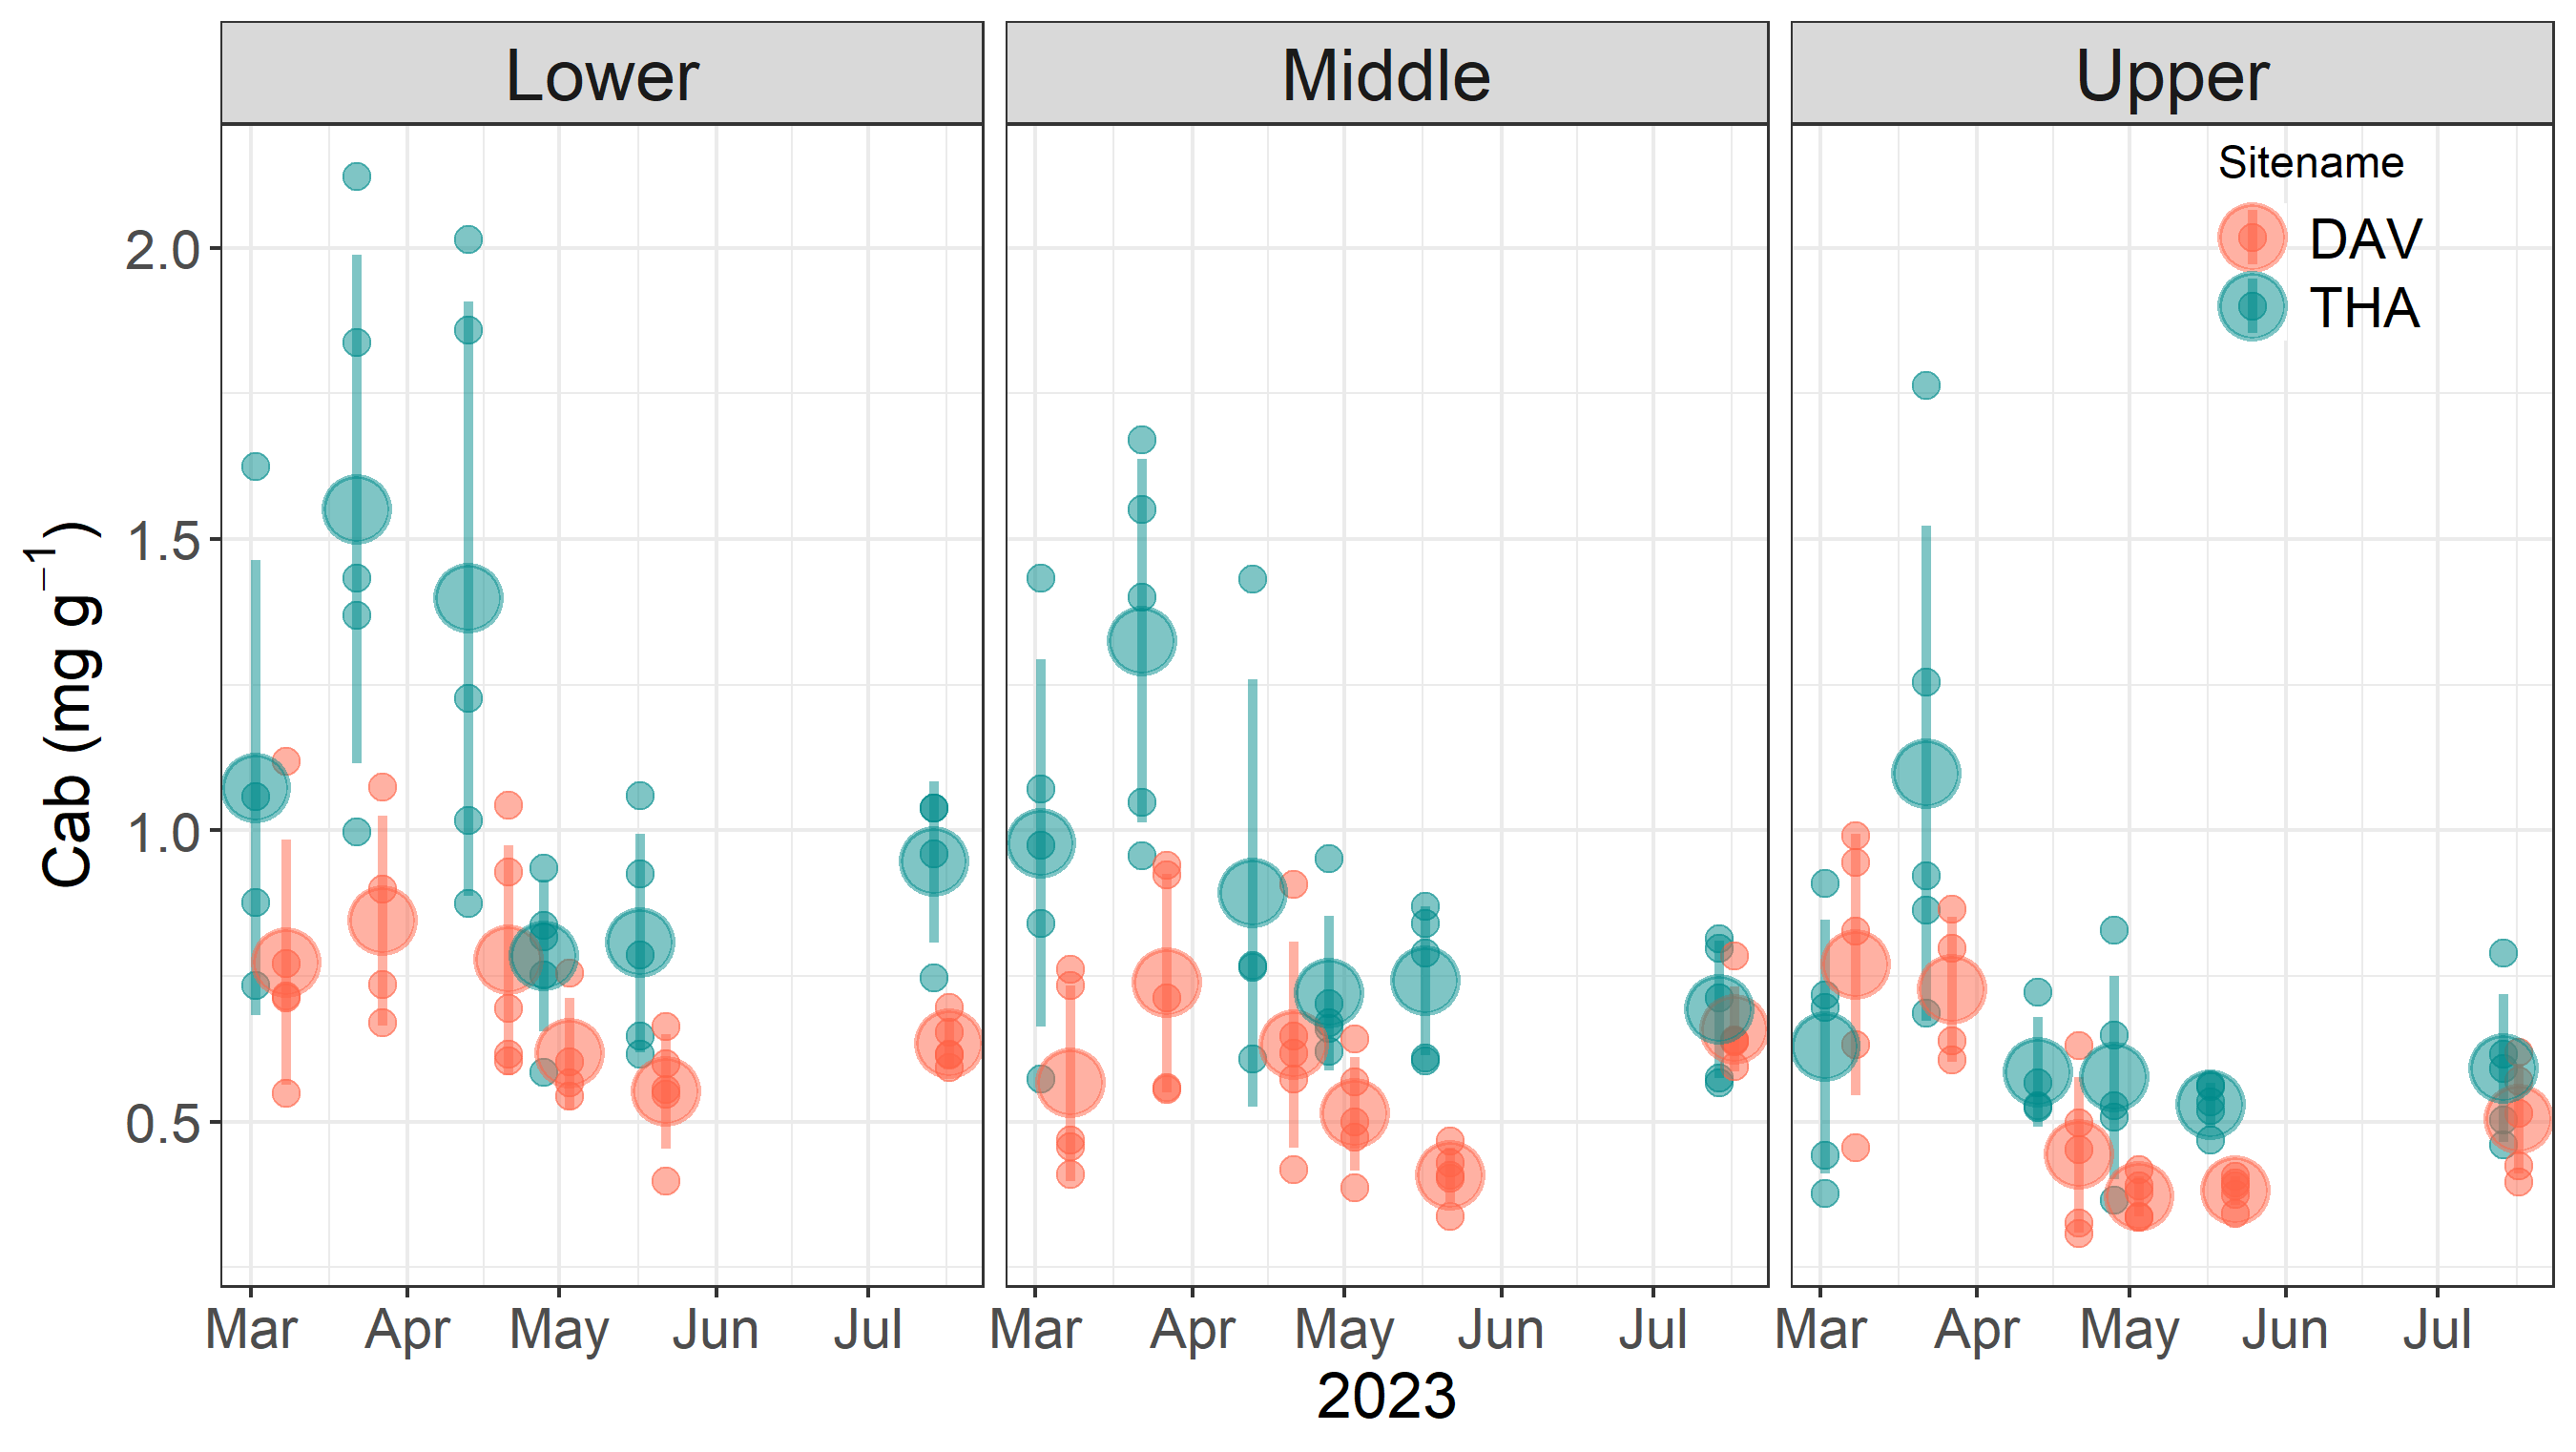 Lower Middle Upper
Sitename
DAV
THA
2.0
1.5
1.0
0.5
Cab (mg g⁻¹)
Mar Apr May Jun Jul Mar Apr May Jun Jul Mar Apr May Jun Jul
2023